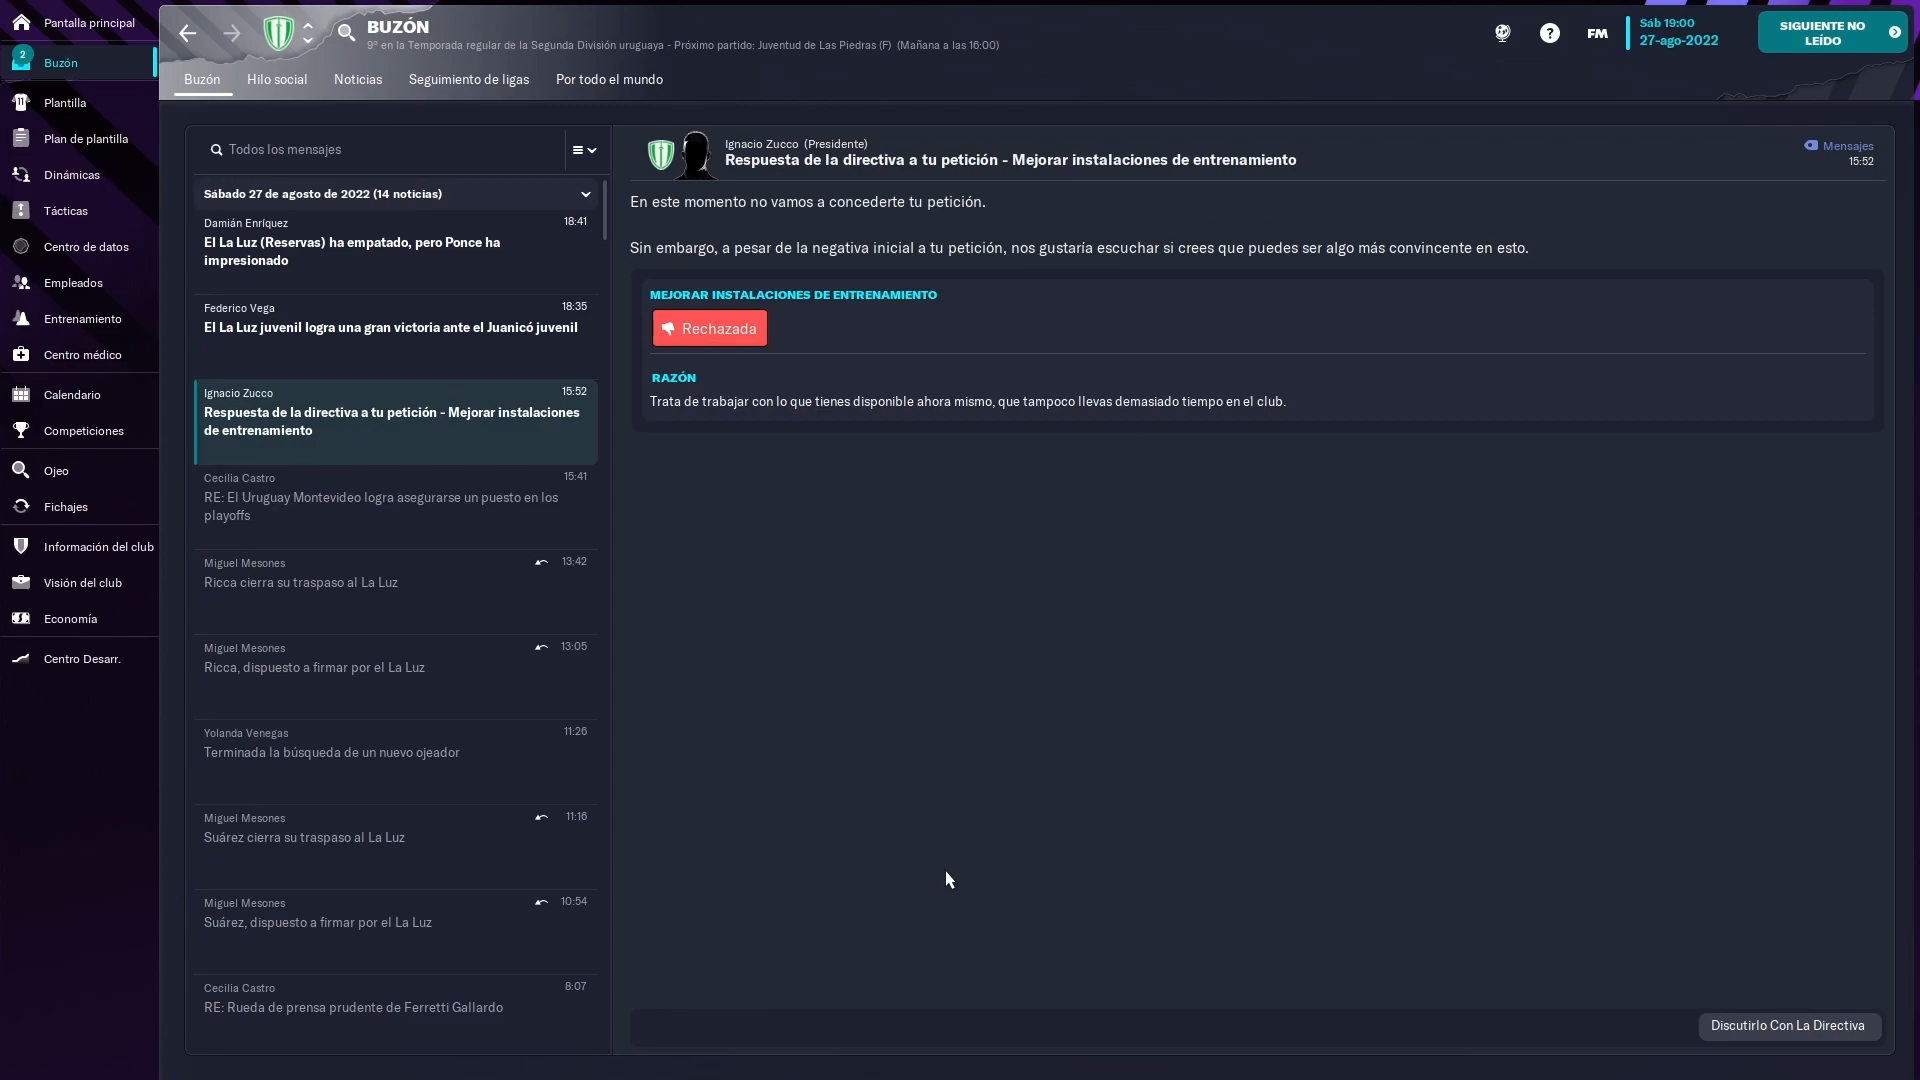 Pantalla principal
2
Buzón
Plantilla
Plan de plantilla
Dinámicas
Tácticas
Centro de datos
Empleados
Entrenamiento
Centro médico
Calendario
Competiciones
Ojeo
Fichajes
Información del club
Visión del club
Economía
Centro Desarr.
BUZÓN
9º en la Temporada regular de la Segunda División uruguaya - Próximo partido: Juventud de Las Piedras (F) (Mañana a las 16:00)
?
FM
Sáb 19:00
27-ago-2022
SIGUIENTE NO LEÍDO
Buzón
Hilo social
Noticias
Seguimiento de ligas
Por todo el mundo
Todos los mensajes
Sábado 27 de agosto de 2022 (14 noticias)
Damián Enríquez 18:41
El La Luz (Reservas) ha empatado, pero Ponce ha
impresionado
Federico Vega 18:35
El La Luz juvenil logra una gran victoria ante el Juanicó juvenil
Ignacio Zucco 15:52
Respuesta de la directiva a tu petición - Mejorar instalaciones
de entrenamiento
Cecilia Castro 15:41
RE: El Uruguay Montevideo logra asegurarse un puesto en los
playoffs
Miguel Mesones 13:42
Ricca cierra su traspaso al La Luz
Miguel Mesones 13:05
Ricca, dispuesto a firmar por el La Luz
Yolanda Venegas 11:26
Terminada la búsqueda de un nuevo ojeador
Miguel Mesones 11:16
Suárez cierra su traspaso al La Luz
Miguel Mesones 10:54
Suárez, dispuesto a firmar por el La Luz
Cecilia Castro 8:07
RE: Rueda de prensa prudente de Ferretti Gallardo
Ignacio Zucco (Presidente)
Respuesta de la directiva a tu petición - Mejorar instalaciones de entrenamiento
Mensajes
15:52
En este momento no vamos a concederte tu petición.
Sin embargo, a pesar de la negativa inicial a tu petición, nos gustaría escuchar si crees que puedes ser algo más convincente en esto.
MEJORAR INSTALACIONES DE ENTRENAMIENTO
Rechazada
RAZÓN
Trata de trabajar con lo que tienes disponible ahora mismo, que tampoco llevas demasiado tiempo en el club.
Discutirlo Con La Directiva